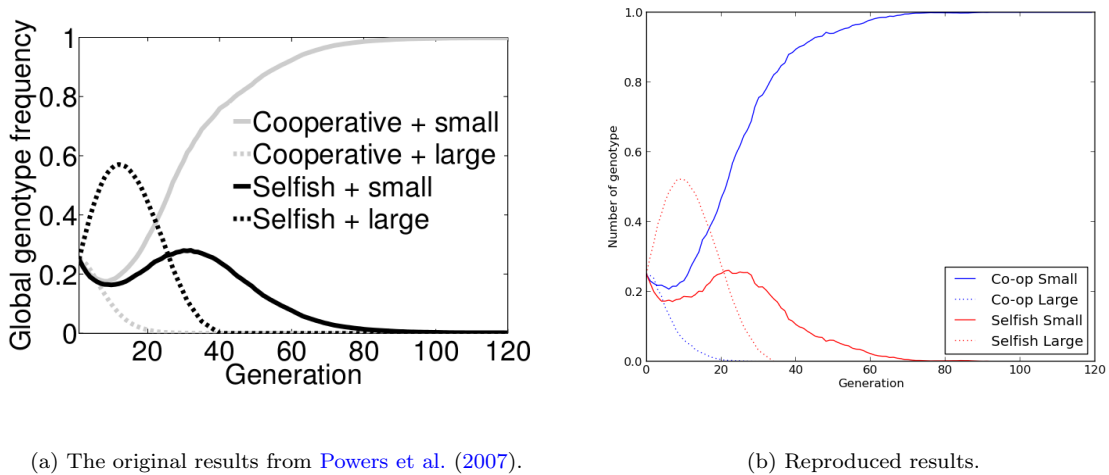 1
0.8
0.6
0.4
0.2
0
20
40
60
80
100
120
Global genotype frequency
Generation
Cooperative + small
Cooperative + large
Selfish + small
Selfish + large
1.0
0.8
0.6
0.4
0.2
0.0
0
20
40
60
80
100
120
Number of genotype
Generation
Co-op Small
Co-op Large
Selfish Small
Selfish Large
(a) The original results from Powers et al. (2007).
(b) Reproduced results.